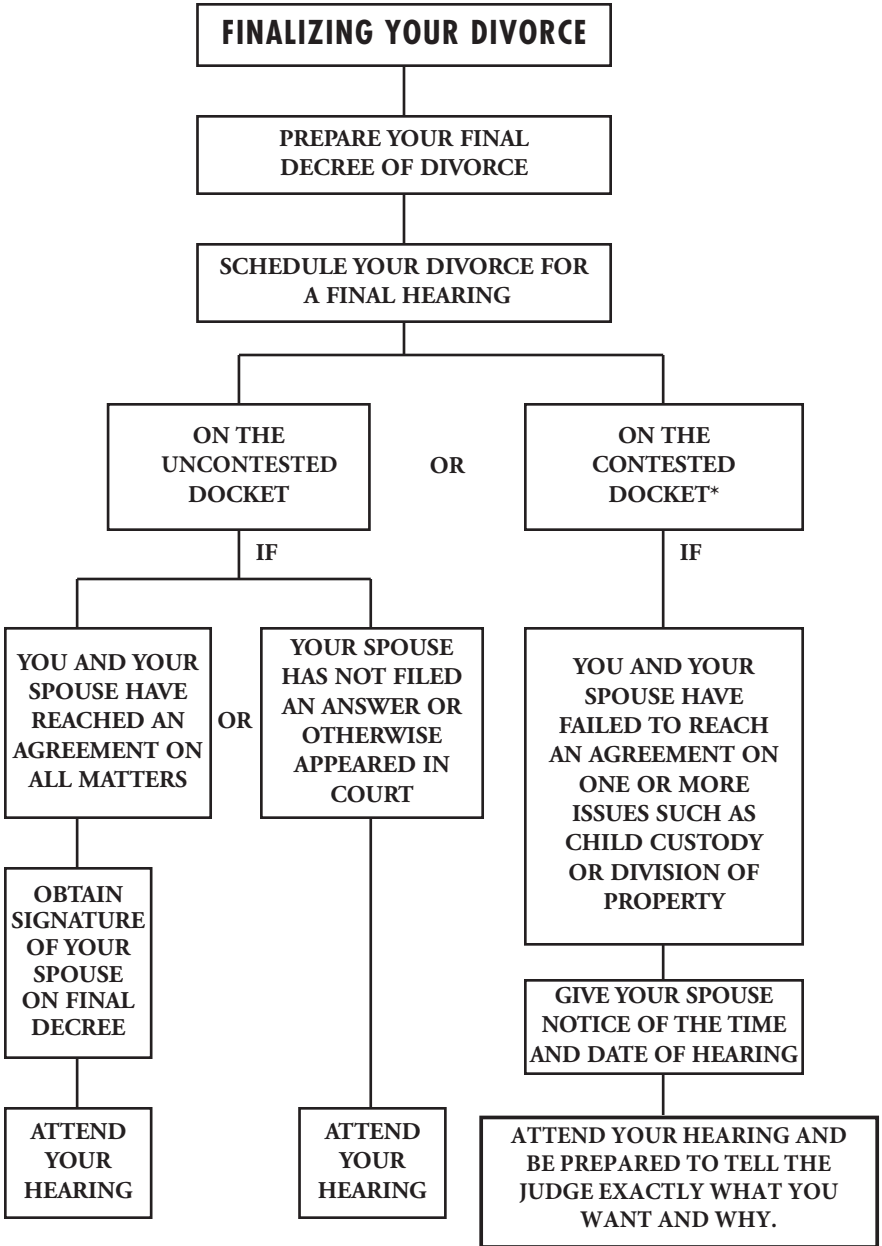 FINALIZING YOUR DIVORCE
PREPARE YOUR FINAL
DECREE OF DIVORCE
SCHEDULE YOUR DIVORCE FOR
A FINAL HEARING
ON THE
UNCONTESTED
DOCKET
OR
ON THE
CONTESTED
DOCKET*
IF
IF
YOU AND YOUR
SPOUSE HAVE
REACHED AN
AGREEMENT ON
ALL MATTERS
OR
YOUR SPOUSE
HAS NOT FILED
AN ANSWER OR
OTHERWISE
APPEARED IN
COURT
YOU AND YOUR
SPOUSE HAVE
FAILED TO REACH
AN AGREEMENT ON
ONE OR MORE
ISSUES SUCH AS
CHILD CUSTODY
OR DIVISION OF
PROPERTY
OBTAIN
SIGNATURE
OF YOUR
SPOUSE
ON FINAL
DECREE
GIVE YOUR SPOUSE
NOTICE OF THE TIME
AND DATE OF HEARING
ATTEND
YOUR
HEARING
ATTEND
YOUR
HEARING
ATTEND YOUR HEARING AND
BE PREPARED TO TELL THE
JUDGE EXACTLY WHAT YOU
WANT AND WHY.